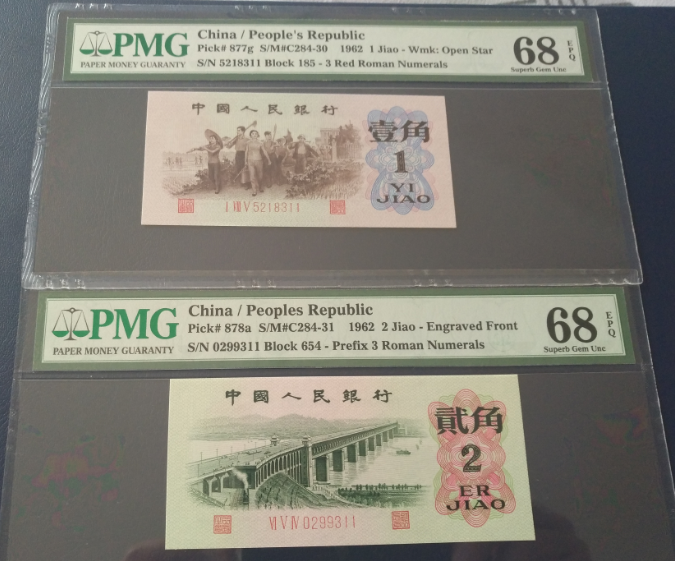 PMG
PAPER MONEY GUARANTY
China / People's Republic
Pick# 877g S/M#C284-30 1962 1 Jiao - Wmk: Open Star
S/N 5218311 Block 185 - 3 Red Roman Numerals
68
EPQ
Superb Gem Unc
中國人民銀行
壹角
1
YI
JIAO
I VIII V 5218311
PMG
PAPER MONEY GUARANTY
China / Peoples Republic
Pick# 878a S/M#C284-31 1962 2 Jiao - Engraved Front
S/N 0299311 Block 654 - Prefix 3 Roman Numerals
68
EPQ
Superb Gem Unc
中國人民銀行
貳角
2
ER
JIAO
VI V IV 0299311